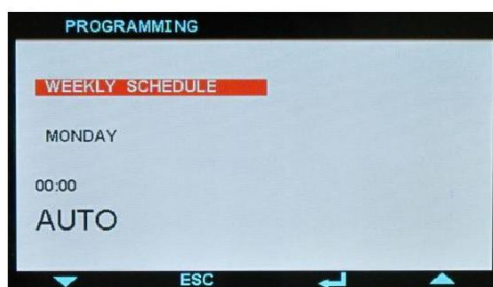 PROGRAMMING
WEEKLY SCHEDULE
MONDAY
00:00
AUTO
ESC